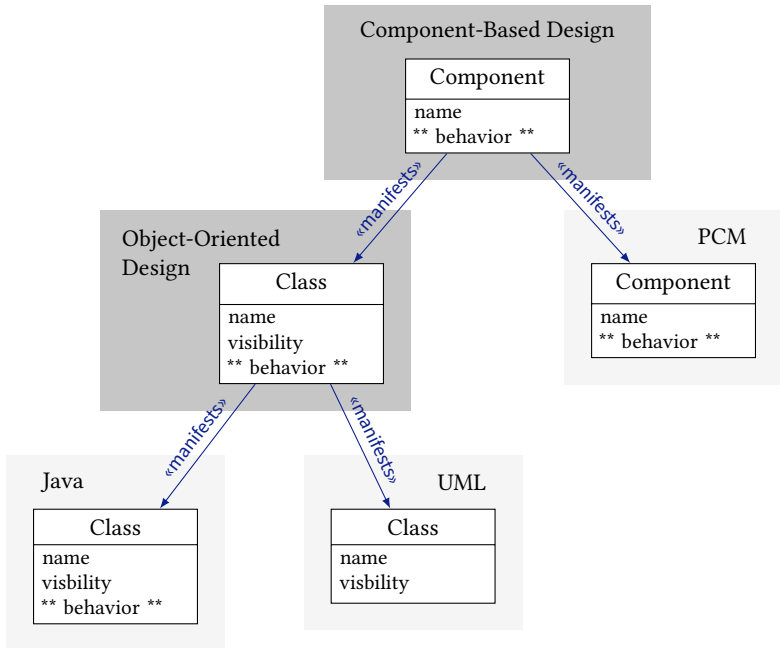 Component-Based Design
Component
name
** behavior **
«manifests»
«manifests»
Object-Oriented
Design
Class
name
visibility
** behavior **
PCM
Component
name
** behavior **
«manifests»
«manifests»
Java
Class
name
visbility
** behavior **
UML
Class
name
visbility